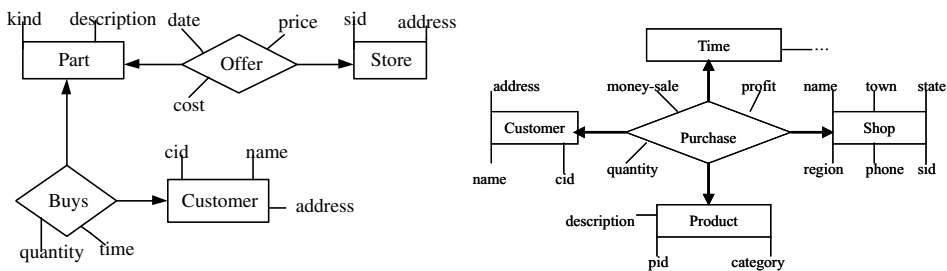 kind description date price sid address
Part
Offer
Store
cost
cid name
Buys
Customer
address
quantity time
Time
...
address money-sale profit name town state
Customer
Purchase
Shop
name cid quantity region phone sid
description
Product
pid category